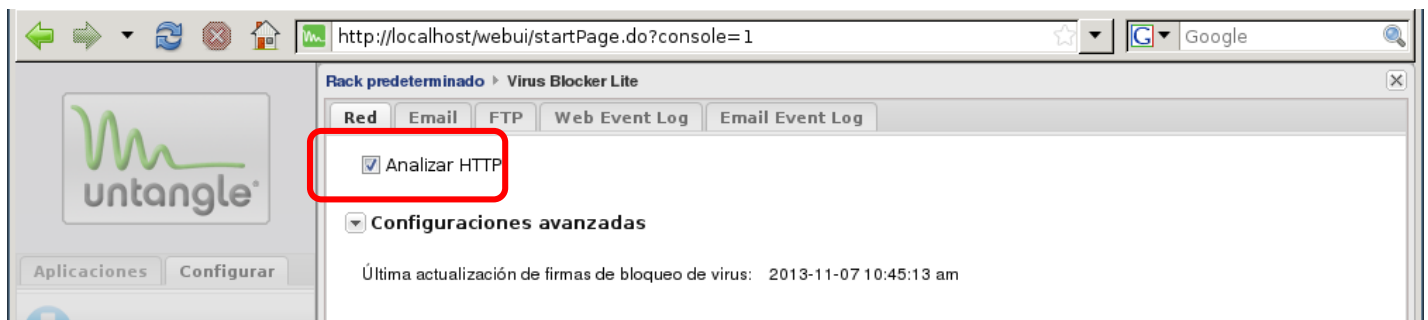 http://localhost/webui/startPage.do?console=1
G Google
Rack predeterminado Virus Blocker Lite
Red Email FTP Web Event Log Email Event Log
Analizar HTTP
untangle
Configuraciones avanzadas
Aplicaciones Configurar
Última actualización de firmas de bloqueo de virus: 2013-11-07 10:45:13 am